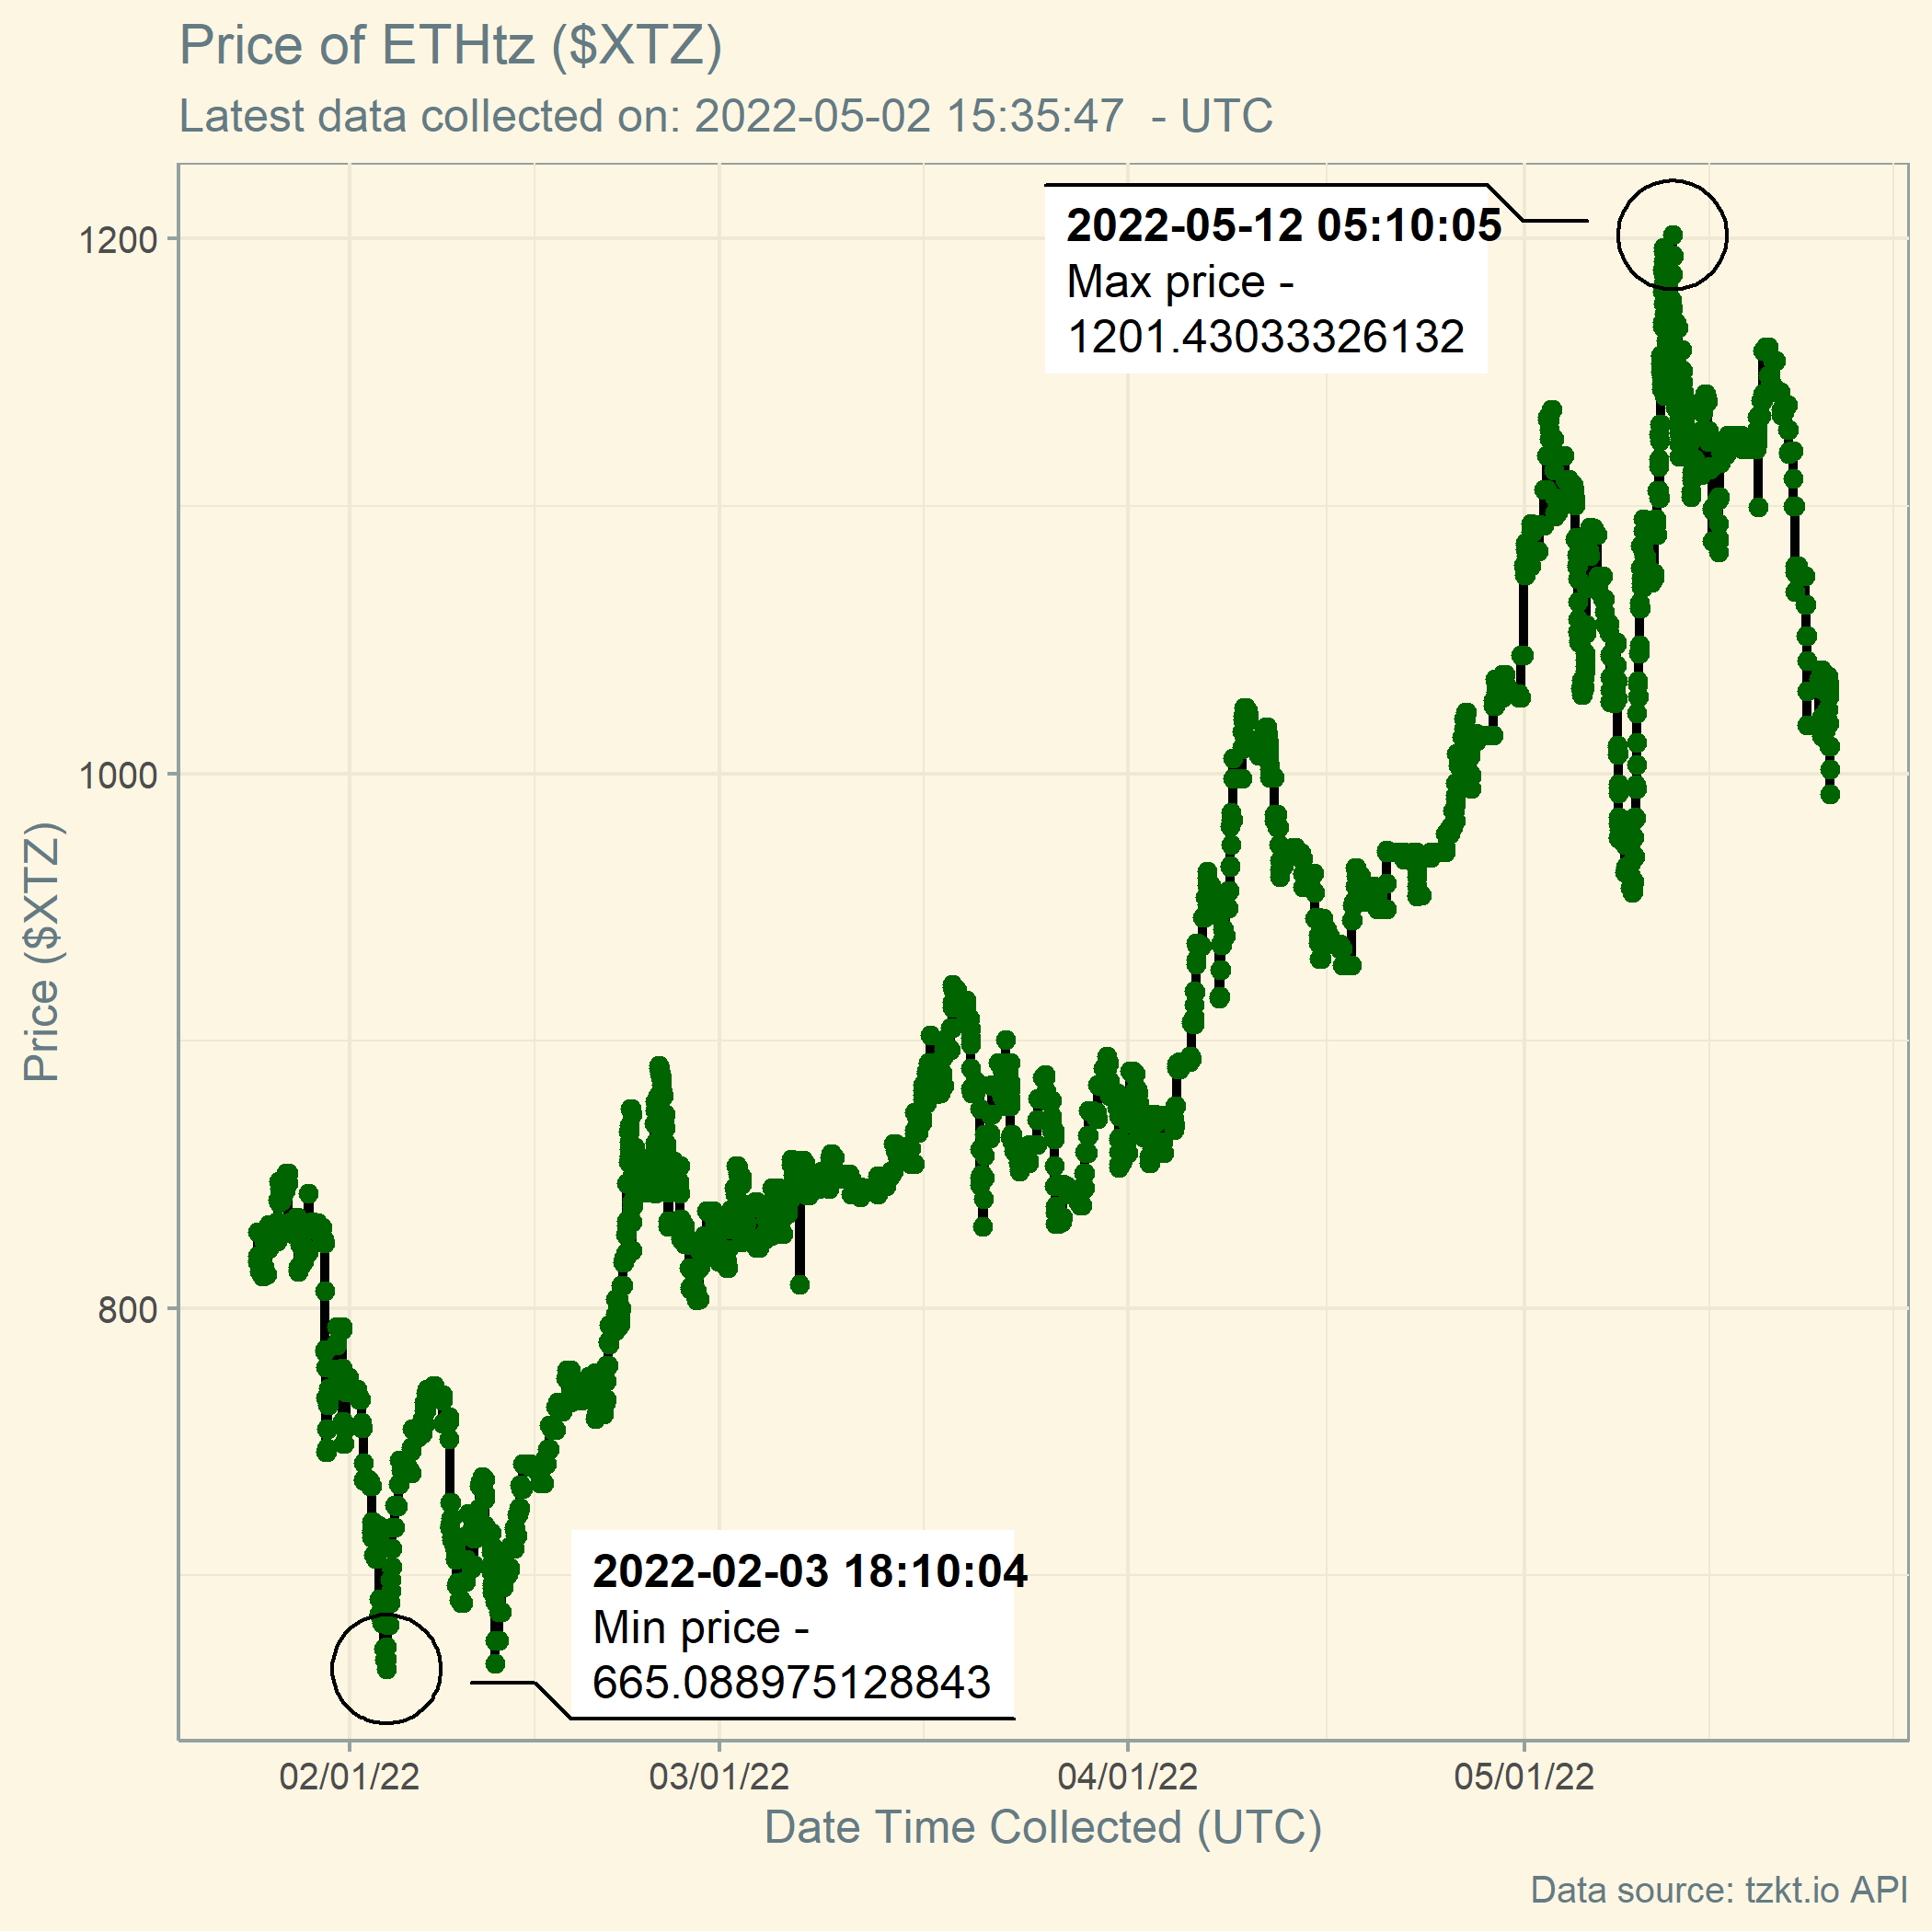 Price of ETHtz ($XTZ)
Latest data collected on: 2022-05-02 15:35:47  - UTC
2022-05-12 05:10:05
Max price -
1201.43033326132
1200
1000
800
Price ($XTZ)
2022-02-03 18:10:04
Min price -
665.088975128843
02/01/22
03/01/22
04/01/22
05/01/22
Date Time Collected (UTC)
Data source: tzkt.io API